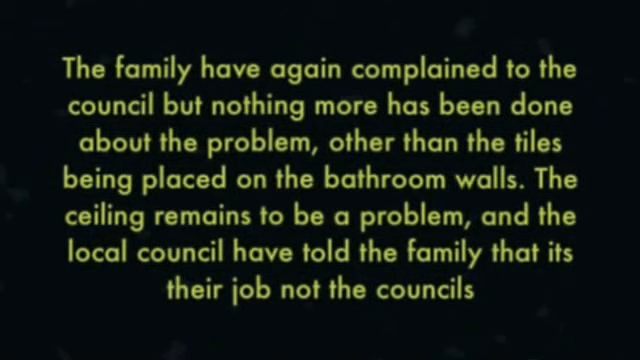 The family have again complained to the
council but nothing more has been done
about the problem, other than the tiles
being placed on the bathroom walls. The
ceiling remains to be a problem, and the
local council have told the family that its
their job not the councils